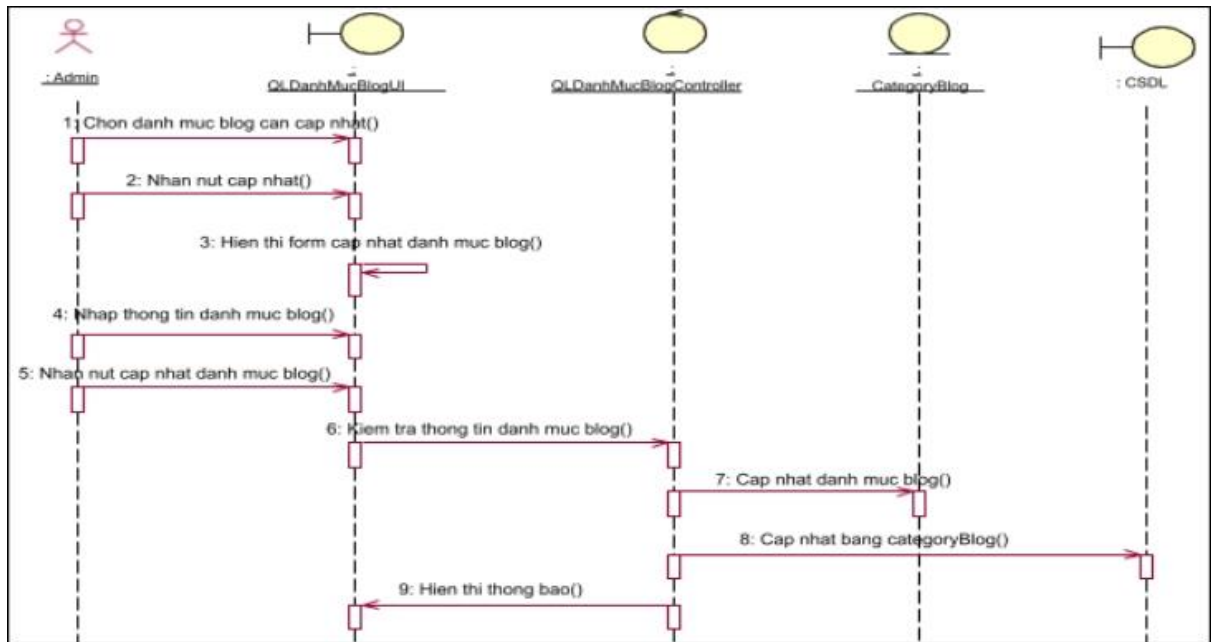 : Admin
: QLDanhMucBlogUI
: QLDanhMucBlogController
: CategoryBlog
: CSDL
1: Chon danh muc blog can cap nhat()
2: Nhan nut cap nhat()
3: Hien thi form cap nhat danh muc blog()
4: Nhap thong tin danh muc blog()
5: Nhan nut cap nhat danh muc blog()
6: Kiem tra thong tin danh muc blog()
7: Cap nhat danh muc blog()
8: Cap nhat bang categoryBlog()
9: Hien thi thong bao()